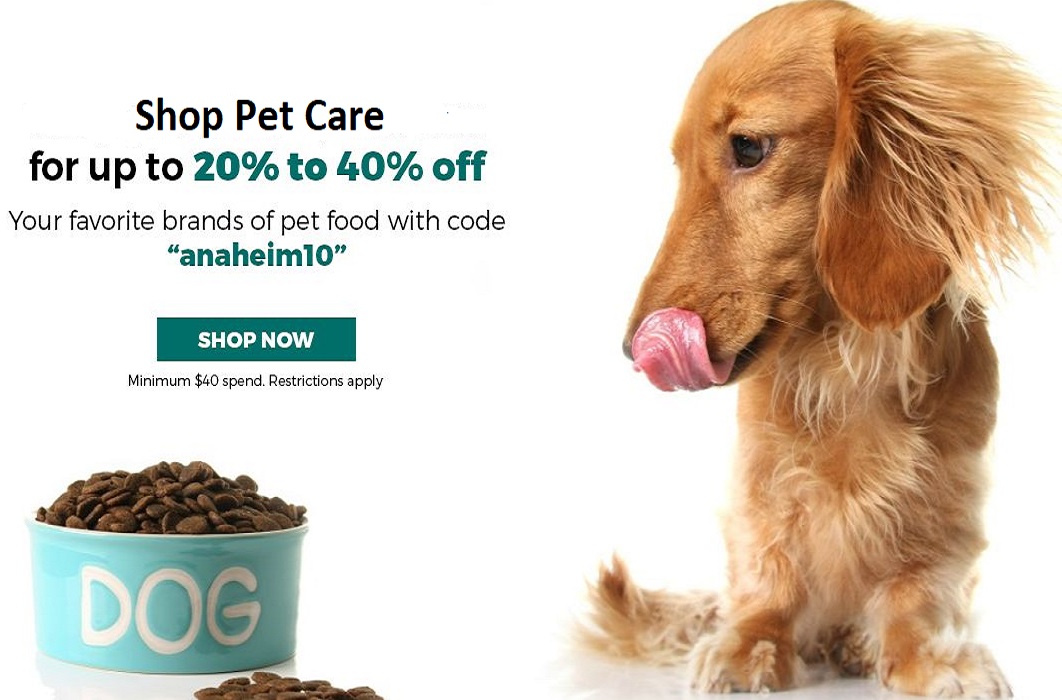 Shop Pet Care
for up to 20% to 40% off
Your favorite brands of pet food with code
“anaheim10”
SHOP NOW
Minimum $40 spend. Restrictions apply
DOG